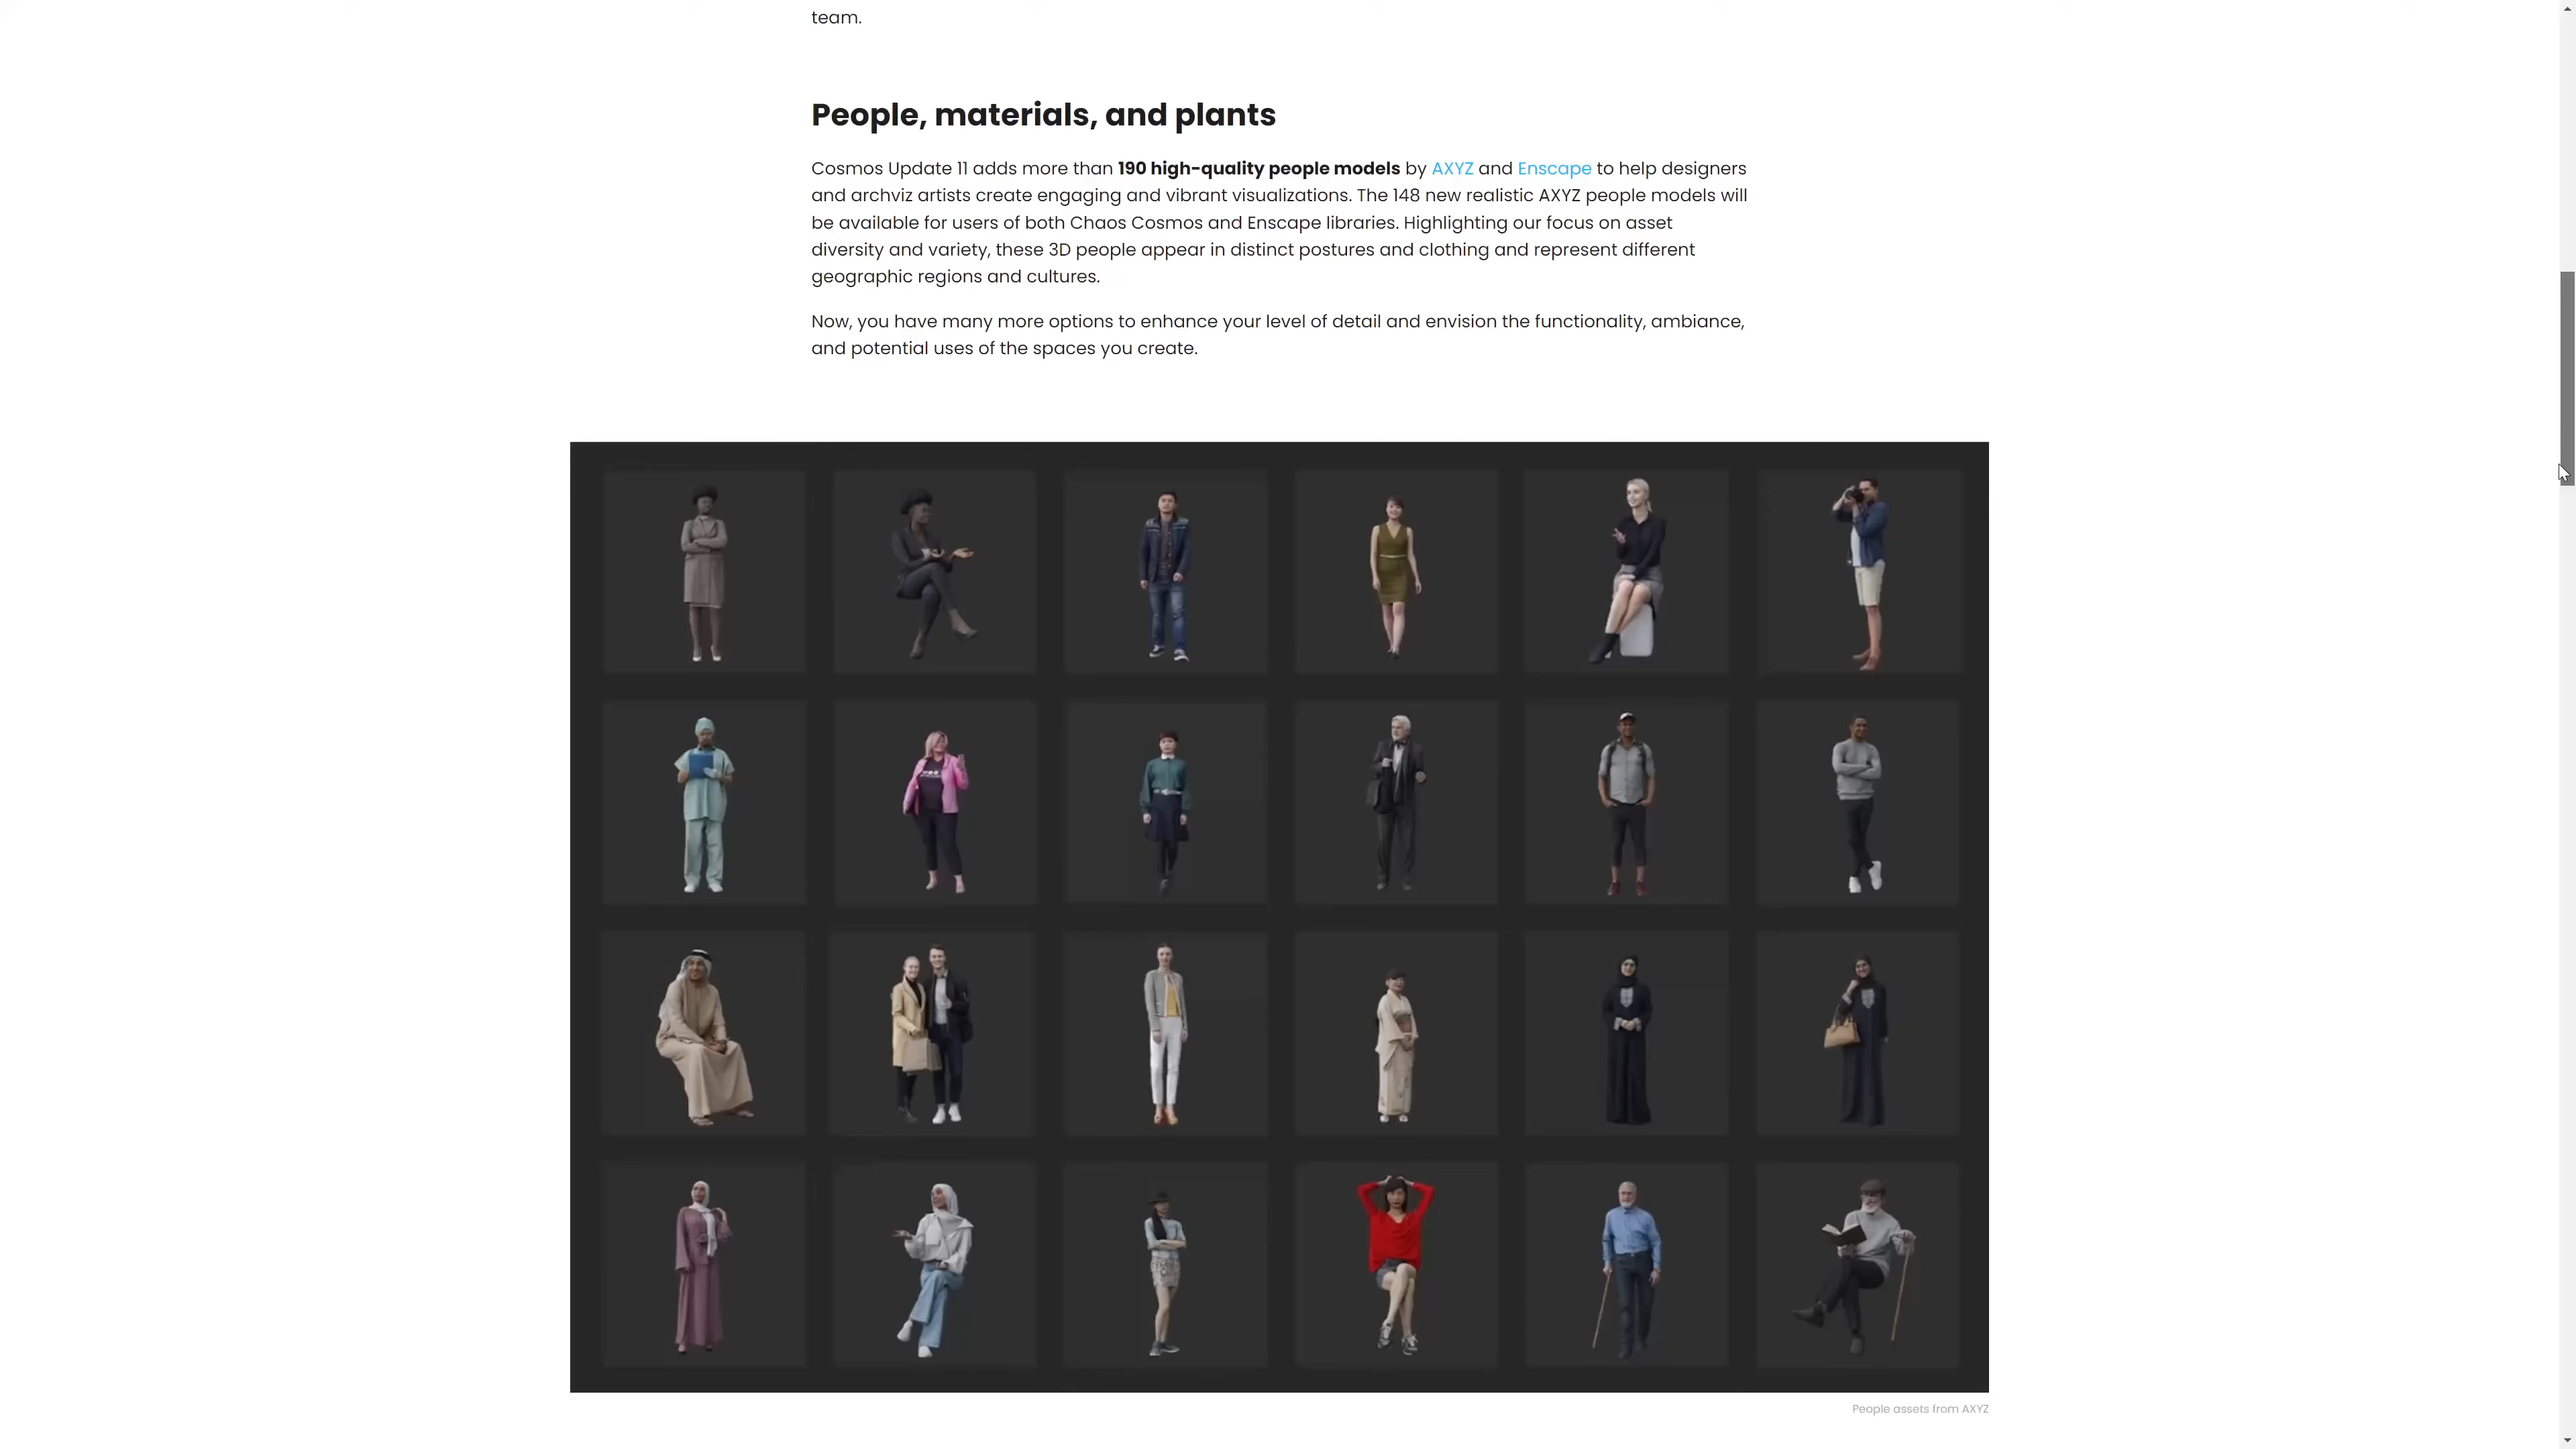 team.
People, materials, and plants
Cosmos Update 11 adds more than 190 high-quality people models by AXYZ and Enscape to help designers
and archviz artists create engaging and vibrant visualizations. The 148 new realistic AXYZ people models will
be available for users of both Chaos Cosmos and Enscape libraries. Highlighting our focus on asset
diversity and variety, these 3D people appear in distinct postures and clothing and represent different
geographic regions and cultures.
Now, you have many more options to enhance your level of detail and envision the functionality, ambiance,
and potential uses of the spaces you create.
People assets from AXYZ